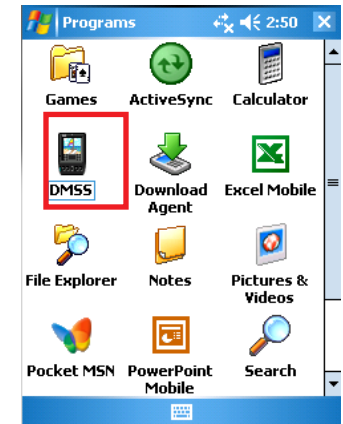 Programs 2:50
Games ActiveSync Calculator
DMSS Download Agent Excel Mobile
File Explorer Notes Pictures & Videos
Pocket MSN PowerPoint Mobile Search